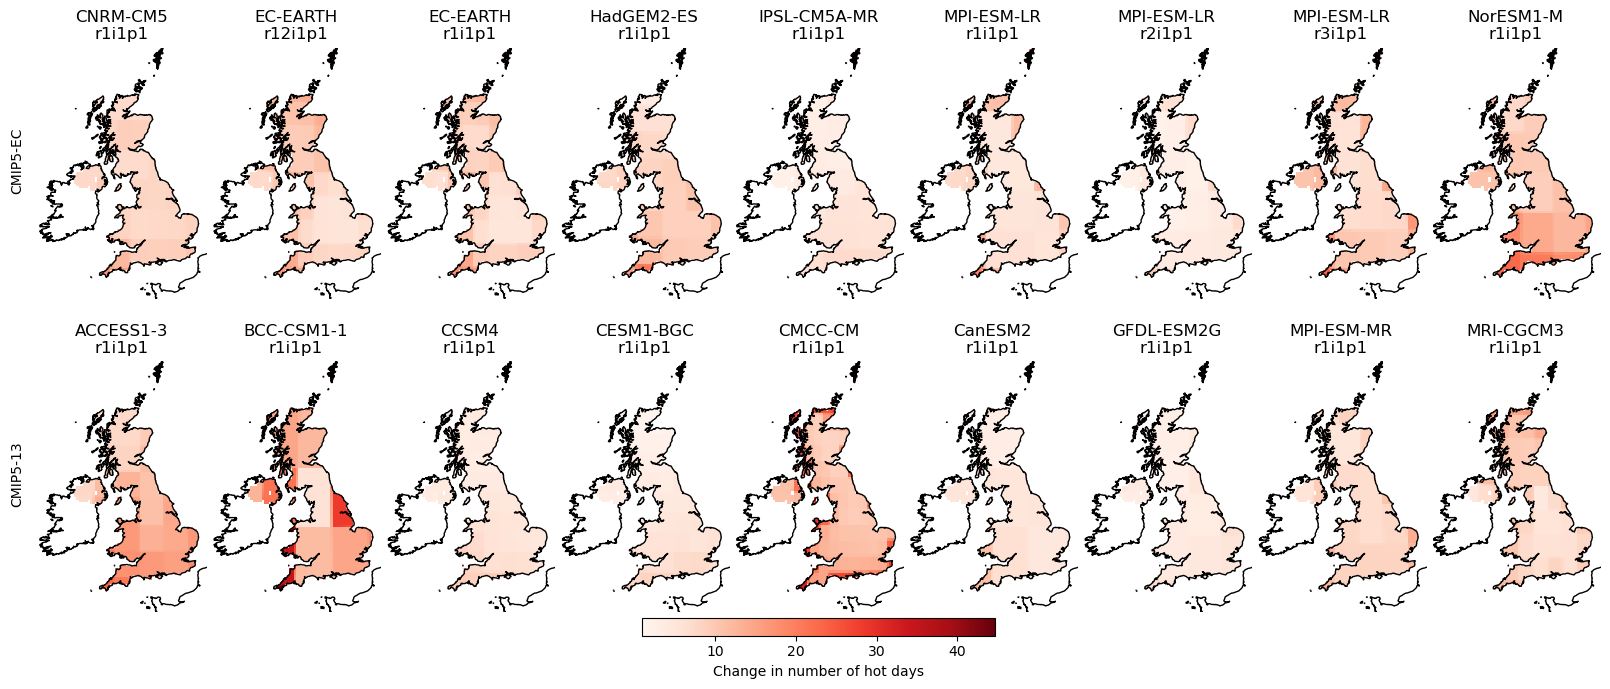 CNRM-CM5
r1i1p1
EC-EARTH
r12i1p1
EC-EARTH
r1i1p1
HadGEM2-ES
r1i1p1
IPSL-CM5A-MR
r1i1p1
MPI-ESM-LR
r1i1p1
MPI-ESM-LR
r2i1p1
MPI-ESM-LR
r3i1p1
NorESM1-M
r1i1p1
CMIP5-EC
ACCESS1-3
r1i1p1
BCC-CSM1-1
r1i1p1
CCSM4
r1i1p1
CESM1-BGC
r1i1p1
CMCC-CM
r1i1p1
CanESM2
r1i1p1
GFDL-ESM2G
r1i1p1
MPI-ESM-MR
r1i1p1
MRI-CGCM3
r1i1p1
CMIP5-13
10 20 30 40
Change in number of hot days